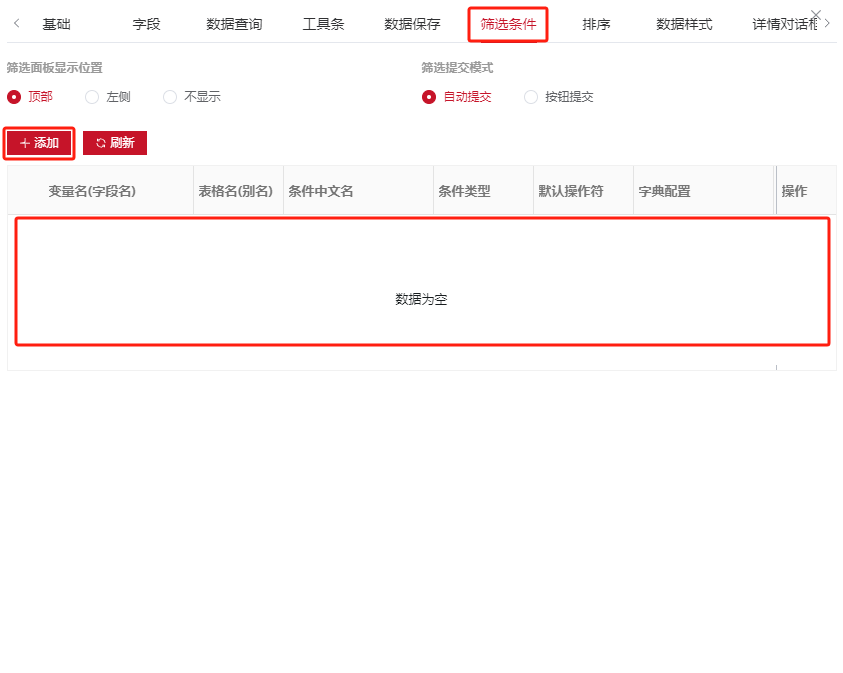 基础 字段 数据查询 工具条 数据保存 筛选条件 排序 数据样式 详情对话框
筛选面板显示位置 筛选提交模式
顶部 左侧 不显示 自动提交 按钮提交
添加 刷新
变量名(字段名) 表格名(别名) 条件中文名 条件类型 默认操作符 字典配置 操作
数据为空